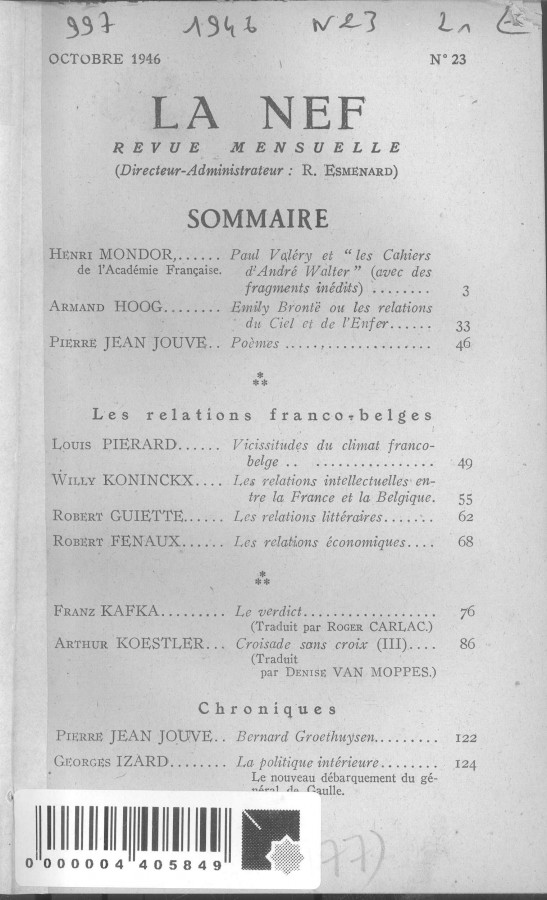 997 1946 N23
OCTOBRE 1946 N° 23
LA NEF
REVUE MENSUELLE
(Directeur-Administrateur : R. ESMÉNARD)
SOMMAIRE
HENRI MONDOR,...... Paul Valéry et "les Cahiers
de l'Académie Française. d'André Walter" (avec des
fragments inédits) ........ 3
ARMAND HOOG........ Emily Brontë ou les relations
du Ciel et de l'Enfer...... 33
PIERRE JEAN JOUVE.. Poèmes ................... 46
***
Les relations franco-belges
LOUIS PIERARD...... Vicissitudes du climat franco-
belge .. ............... 49
WILLY KONINCKX.... Les relations intellectuelles en-
tre la France et la Belgique. 55
ROBERT GUIETTE...... Les relations littéraires....... 62
ROBERT FENAUX...... Les relations économiques.... 68
***
FRANZ KAFKA......... Le verdict.................. 76
(Traduit par ROGER CARLAC.)
ARTHUR KOESTLER... Croisade sans croix (III).... 86
(Traduit
par DENISE VAN MOPPES.)
Chroniques
PIERRE JEAN JOUVE.. Bernard Groethuysen......... 122
GEORGES IZARD........ La politique intérieure........ 124
Le nouveau débarquement du gé-
néral de Gaulle.
0 000004 405849
77)